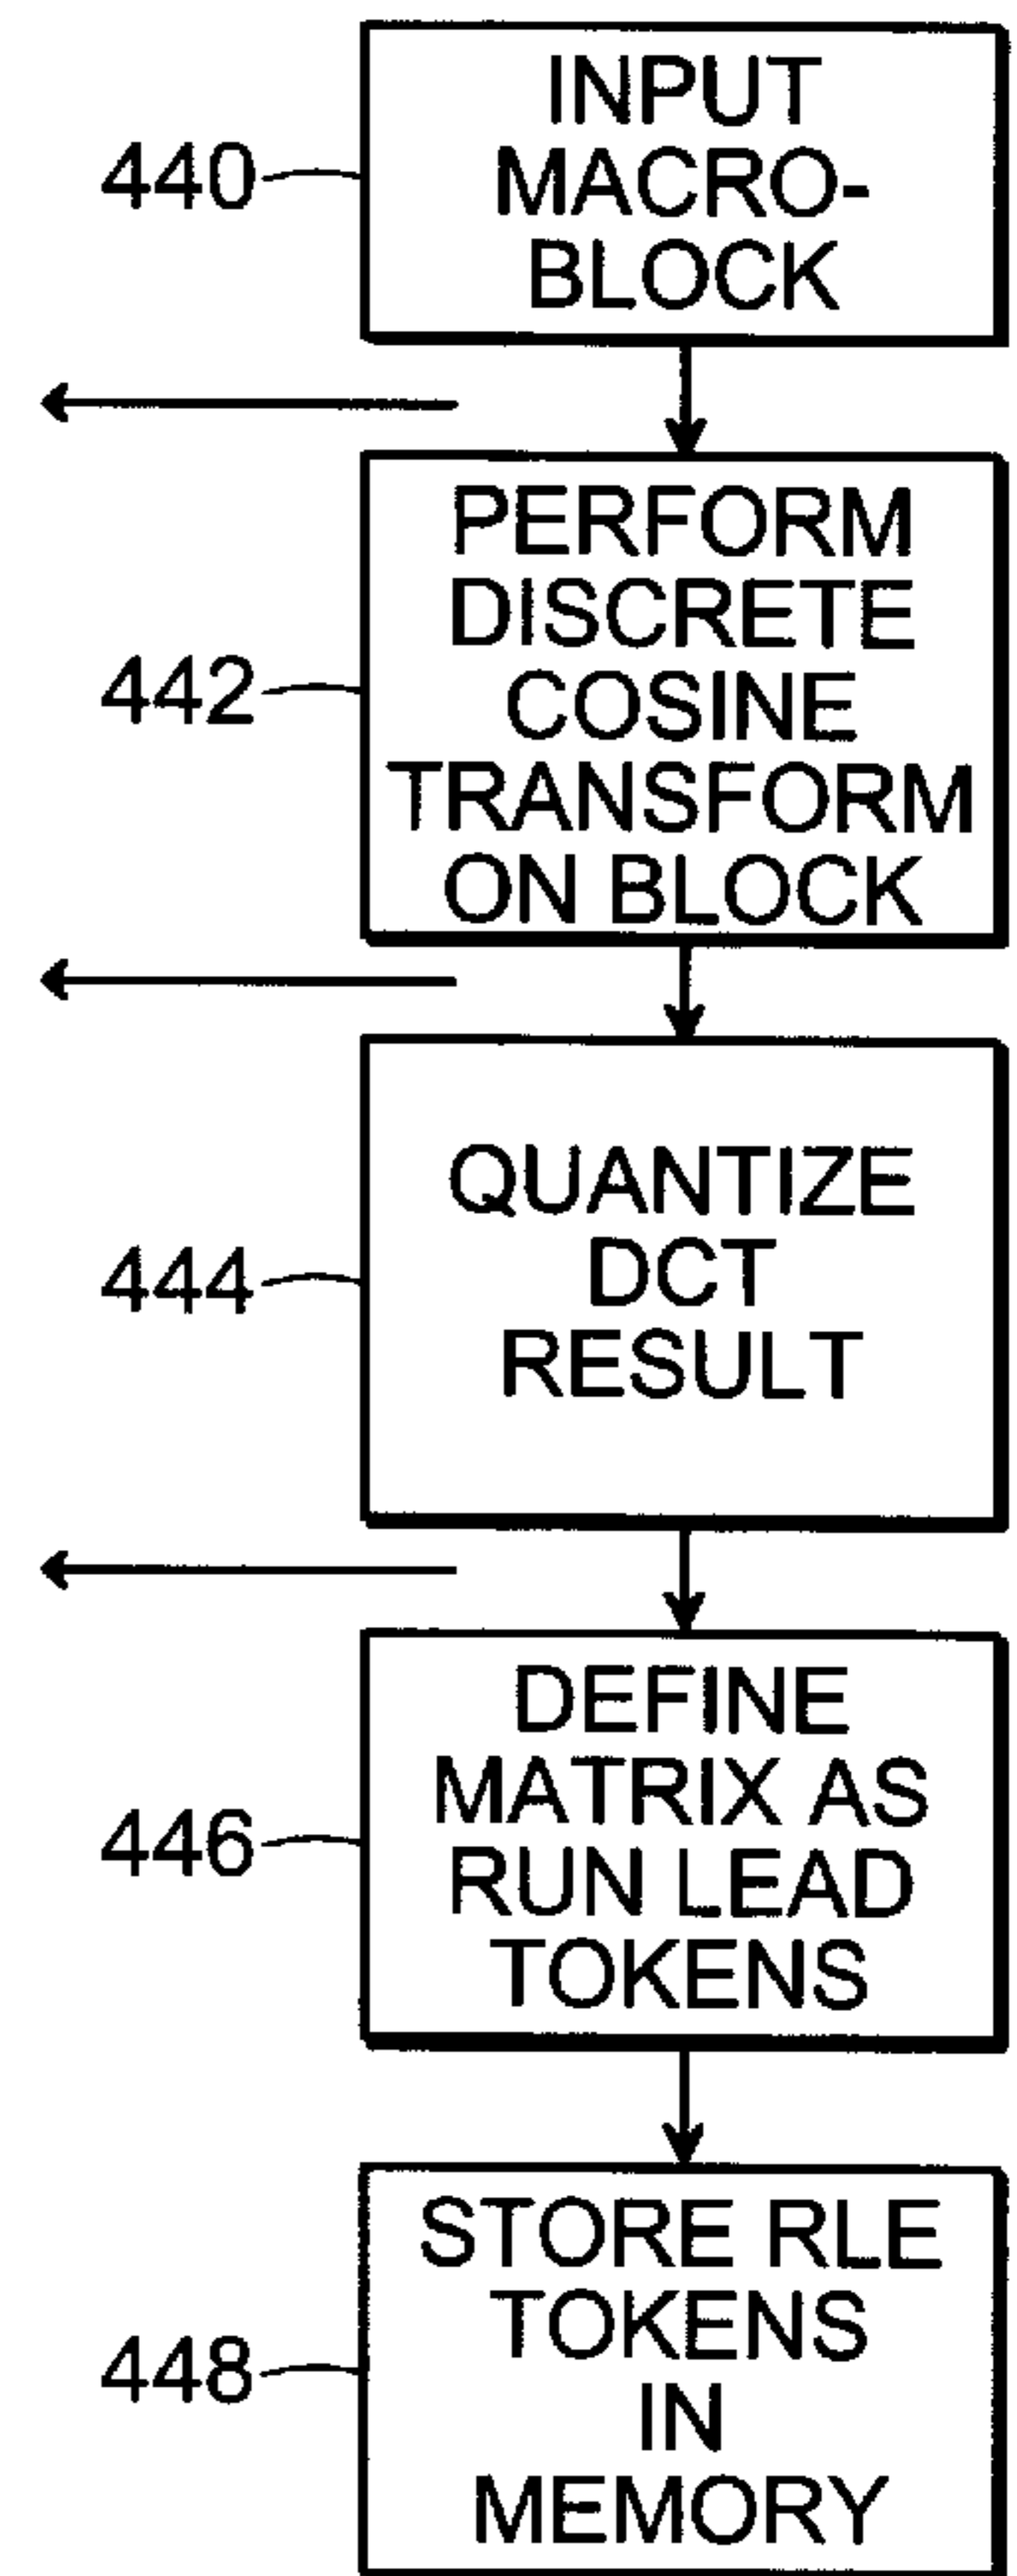 INPUT
MACRO-
BLOCK
440
PERFORM
DISCRETE
COSINE
TRANSFORM
ON BLOCK
442
QUANTIZE
DCT
RESULT
444
DEFINE
MATRIX AS
RUN LEAD
TOKENS
446
STORE RLE
TOKENS
IN
MEMORY
448